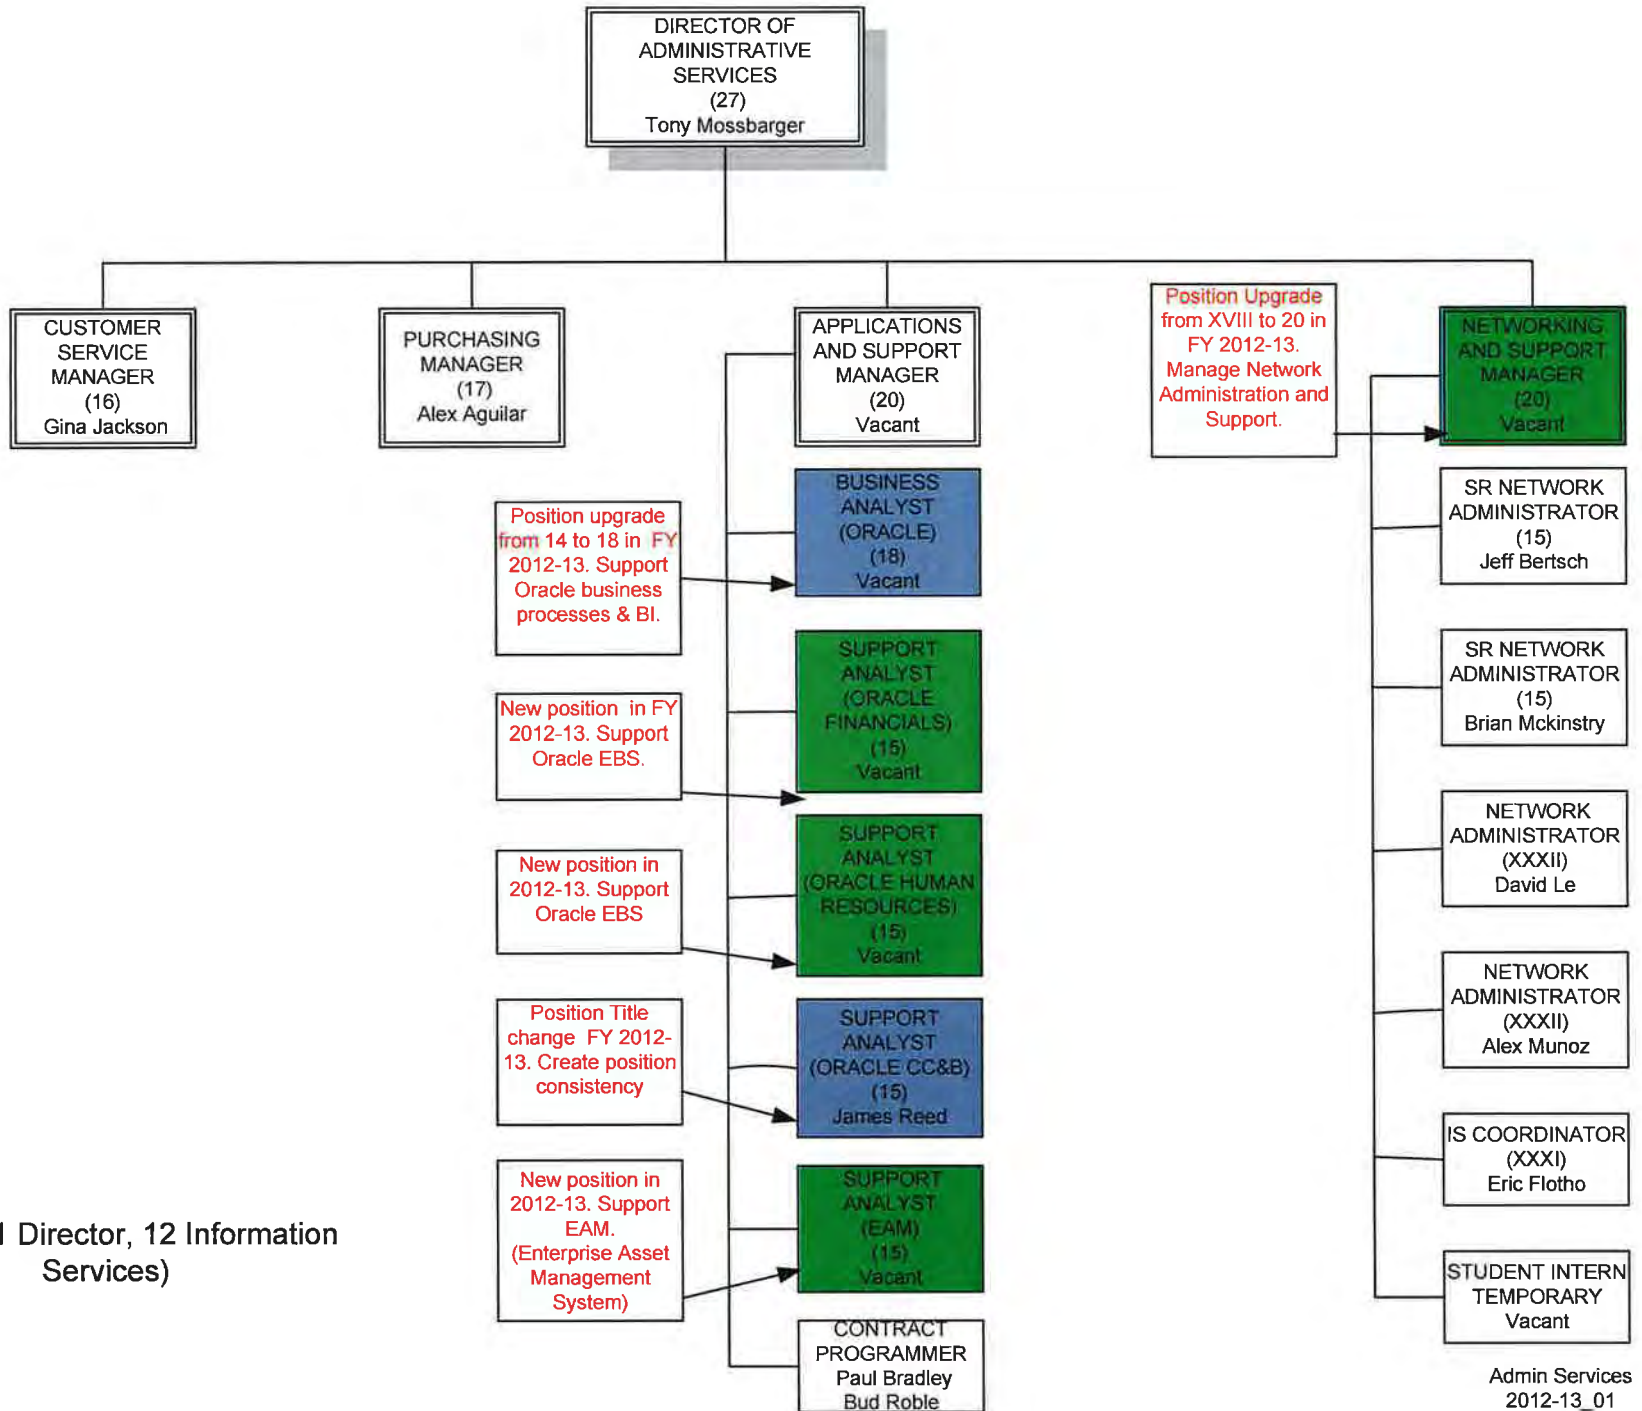 DIRECTOR OF
ADMINISTRATIVE
SERVICES
(27)
Tony Mossbarger
CUSTOMER
SERVICE
MANAGER
(16)
Gina Jackson
PURCHASING
MANAGER
(17)
Alex Aguilar
APPLICATIONS
AND SUPPORT
MANAGER
(20)
Vacant
Position Upgrade
from XVIII to 20 in
FY 2012-13.
Manage Network
Administration and
Support.
NETWORKING
AND SUPPORT
MANAGER
(20)
Vacant
Position upgrade
from 14 to 18 in FY
2012-13. Support
Oracle business
processes & BI.
BUSINESS
ANALYST
(ORACLE)
(18)
Vacant
New position in FY
2012-13. Support
Oracle EBS.
SUPPORT
ANALYST
(ORACLE
FINANCIALS)
(15)
Vacant
New position in
2012-13. Support
Oracle EBS
SUPPORT
ANALYST
(ORACLE HUMAN
RESOURCES)
(15)
Vacant
Position Title
change FY 2012-
13. Create position
consistency
SUPPORT
ANALYST
(ORACLE CC&B)
(15)
James Reed
New position in
2012-13. Support
EAM.
(Enterprise Asset
Management
System)
SUPPORT
ANALYST
(EAM)
(15)
Vacant
CONTRACT
PROGRAMMER
Paul Bradley
Bud Roble
SR NETWORK
ADMINISTRATOR
(15)
Jeff Bertsch
SR NETWORK
ADMINISTRATOR
(15)
Brian Mckinstry
NETWORK
ADMINISTRATOR
(XXXII)
David Le
NETWORK
ADMINISTRATOR
(XXXII)
Alex Munoz
IS COORDINATOR
(XXXI)
Eric Flotho
STUDENT INTERN
TEMPORARY
Vacant
1 Director, 12 Information
Services)
Admin Services
2012-13_01